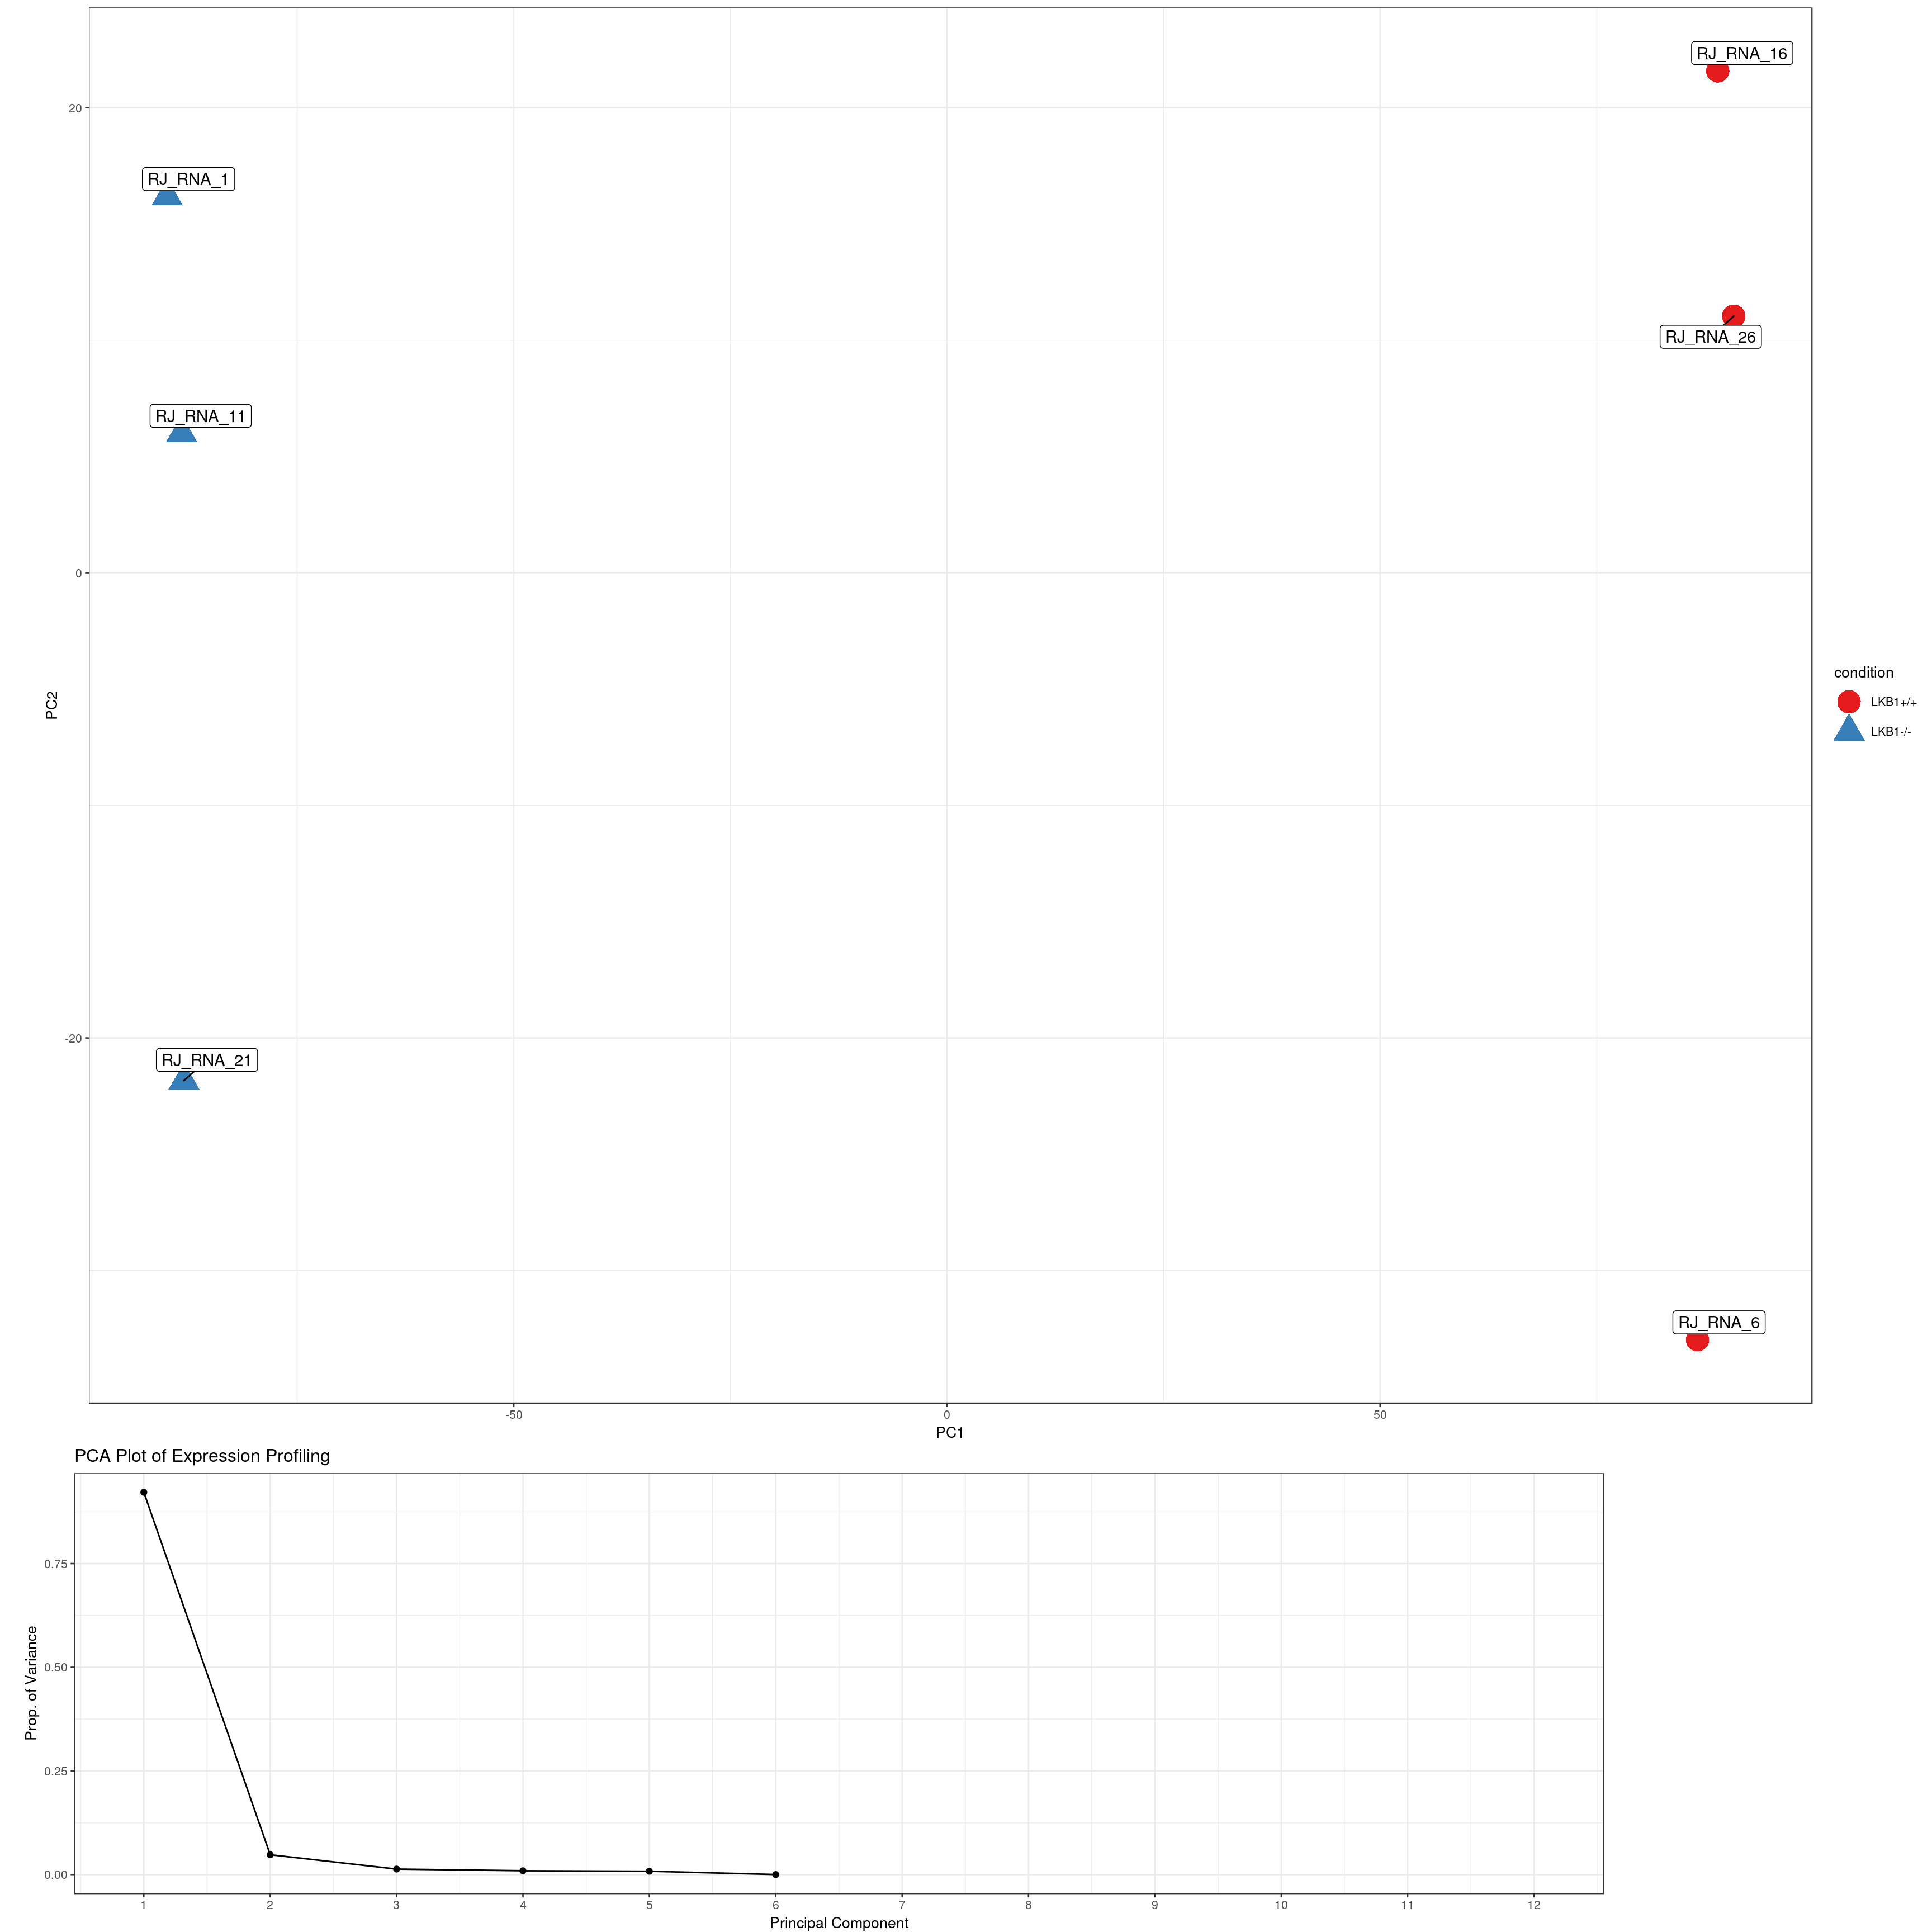 RJ_RNA_16
20
RJ_RNA_1
RJ_RNA_26
RJ_RNA_11
0
condition
LKB1+/+
LKB1-/-
PC2
-20
RJ_RNA_21
RJ_RNA_6
-50 0 50
PC1
PCA Plot of Expression Profiling
0.75
0.50
Prop. of Variance
0.25
0.00
1 2 3 4 5 6 7 8 9 10 11 12
Principal Component